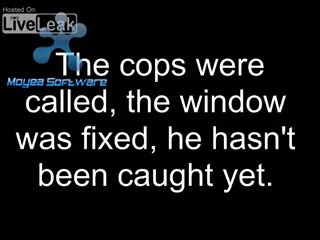 Hosted On
LiveLeak
Moyea Software
The cops were
called, the window
was fixed, he hasn't
been caught yet.